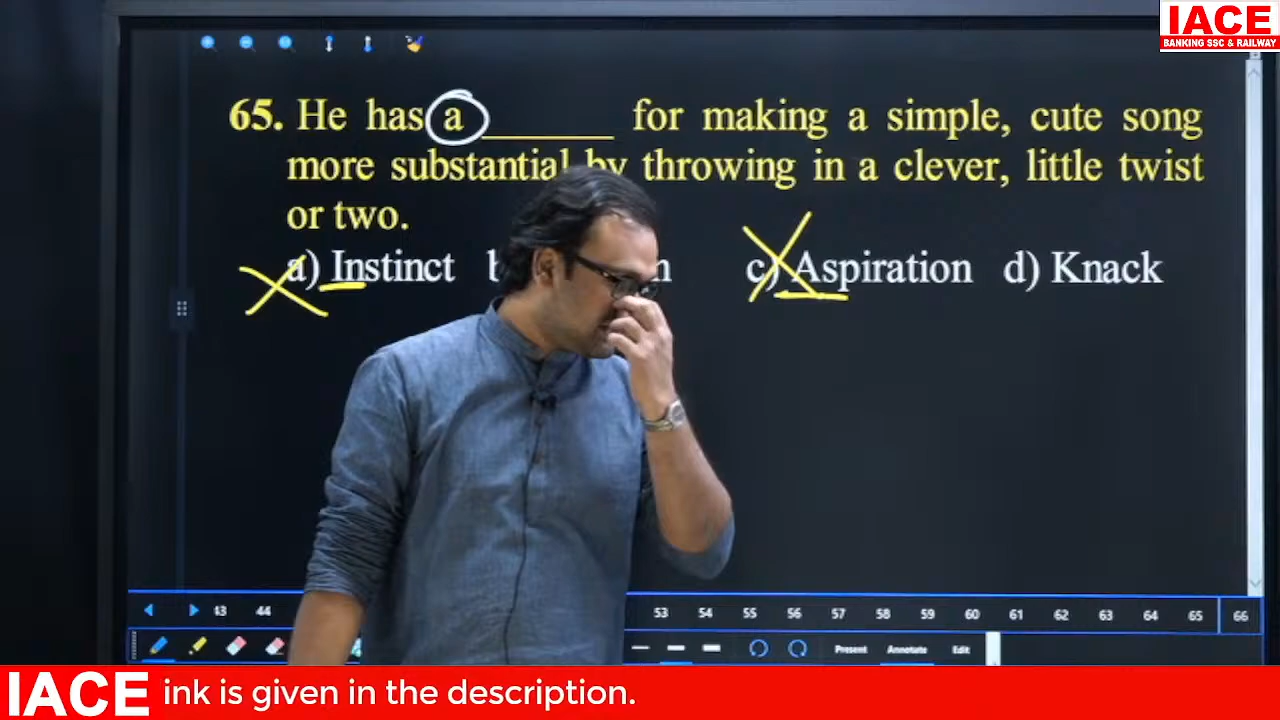 IACE
BANKING SSC & RAILWAY
65. He has a ______ for making a simple, cute song
more substantial by throwing in a clever, little twist
or two.
a) Instinct c) Aspiration d) Knack
43 44 53 54 55 56 57 58 59 60 61 62 63 64 65 66
Present Annotate Edit
IACE ink is given in the description.